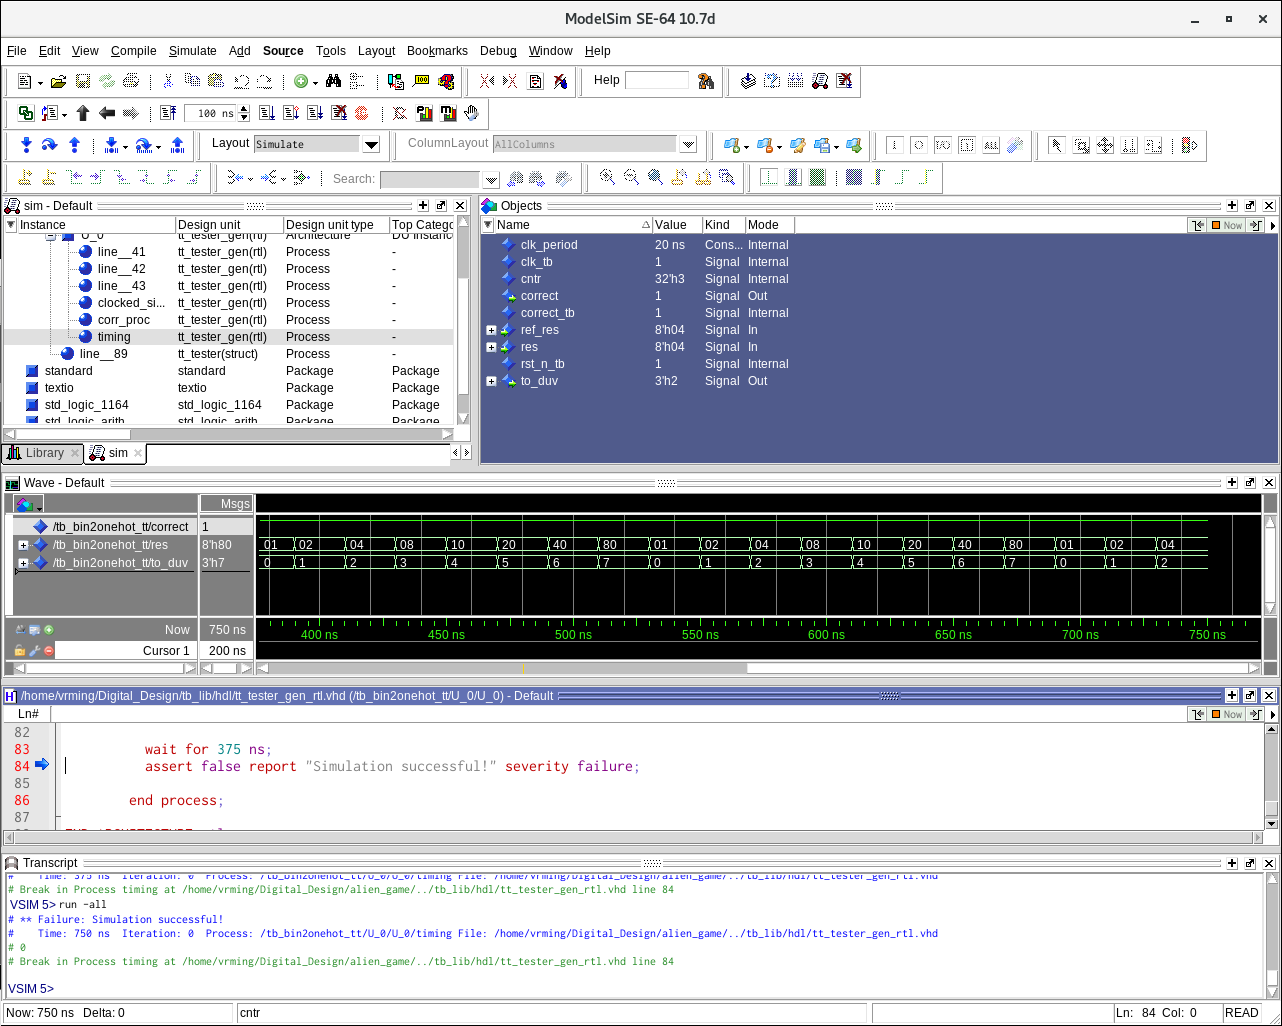 ModelSim SE-64 10.7d
File Edit View Compile Simulate Add Source Tools Layout Bookmarks Debug Window Help
Help
100 ns
Layout Simulate ColumnLayout AllColumns
Search:
sim - Default
Instance Design unit Design unit type Top Catego
U_0 tt_tester_gen(rtl) Architecture DU Instanc
line__41 tt_tester_gen(rtl) Process -
line__42 tt_tester_gen(rtl) Process -
line__43 tt_tester_gen(rtl) Process -
clocked_si... tt_tester_gen(rtl) Process -
corr_proc tt_tester_gen(rtl) Process -
timing tt_tester_gen(rtl) Process -
line__89 tt_tester(struct) Process -
standard standard Package Package
textio textio Package Package
std_logic_1164 std_logic_1164 Package Package
std_logic_arith std_logic_arith Package Package
Library sim
Objects
Name Value Kind Mode Now
clk_period 20 ns Cons... Internal
clk_tb 1 Signal Internal
cntr 32'h3 Signal Internal
correct 1 Signal Out
correct_tb 1 Signal Internal
ref_res 8'h04 Signal In
res 8'h04 Signal In
rst_n_tb 1 Signal Internal
to_duv 3'h2 Signal Out
Wave - Default
Msgs
/tb_bin2onehot_tt/correct 1
/tb_bin2onehot_tt/res 8'h80 01 02 04 08 10 20 40 80 01 02 04 08 10 20 40 80 01 02 04
/tb_bin2onehot_tt/to_duv 3'h7 0 1 2 3 4 5 6 7 0 1 2 3 4 5 6 7 0 1 2
Now 750 ns 400 ns 450 ns 500 ns 550 ns 600 ns 650 ns 700 ns 750 ns
Cursor 1 200 ns
/home/vrming/Digital_Design/tb_lib/hdl/tt_tester_gen_rtl.vhd (/tb_bin2onehot_tt/U_0/U_0) - Default
Ln# Now
82
83 wait for 375 ns;
84 assert false report "Simulation successful!" severity failure;
85
86 end process;
87
Transcript
# Time: 375 ns Iteration: 0 Process: /tb_bin2onehot_tt/U_0/U_0/timing File: /home/vrming/Digital_Design/alien_game/../tb_lib/hdl/tt_tester_gen_rtl.vhd
# Break in Process timing at /home/vrming/Digital_Design/alien_game/../tb_lib/hdl/tt_tester_gen_rtl.vhd line 84
VSIM 5> run -all
# ** Failure: Simulation successful!
# Time: 750 ns Iteration: 0 Process: /tb_bin2onehot_tt/U_0/U_0/timing File: /home/vrming/Digital_Design/alien_game/../tb_lib/hdl/tt_tester_gen_rtl.vhd
# 0
# Break in Process timing at /home/vrming/Digital_Design/alien_game/../tb_lib/hdl/tt_tester_gen_rtl.vhd line 84
VSIM 5>
Now: 750 ns Delta: 0 cntr Ln: 84 Col: 0 READ